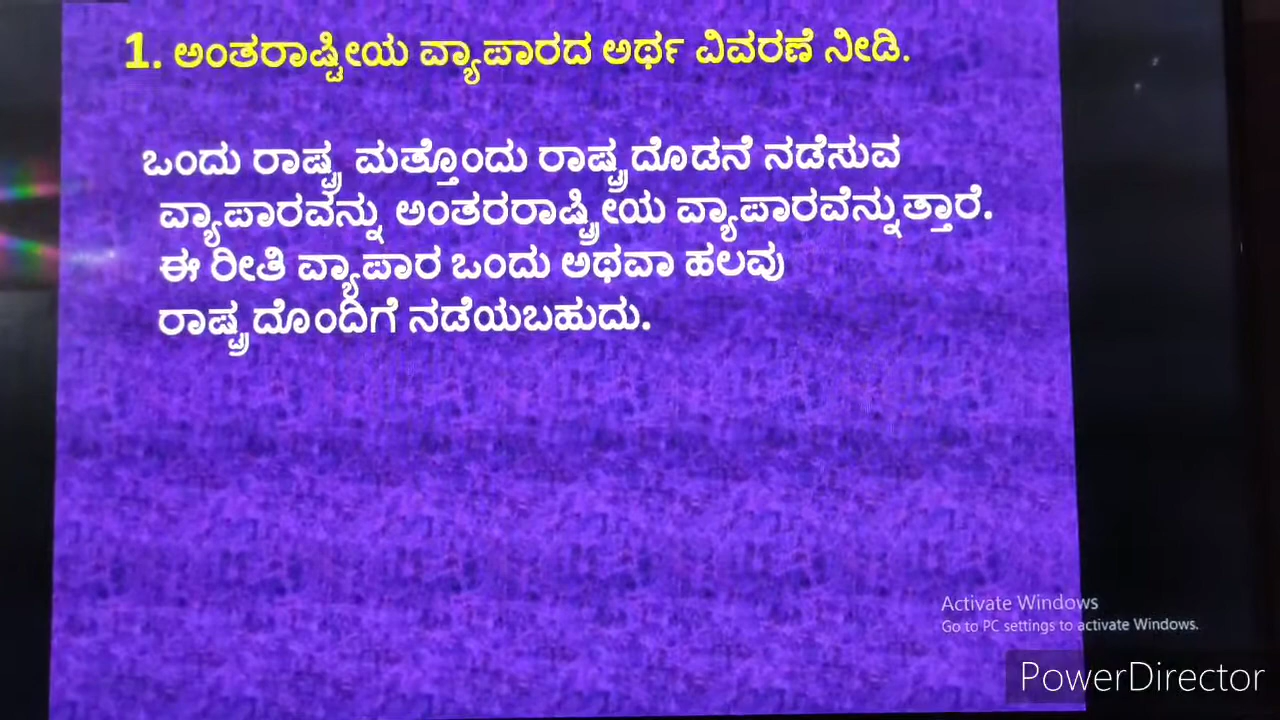 1. ಅಂತರಾಷ್ಟೀಯ ವ್ಯಾಪಾರದ ಅರ್ಥ ವಿವರಣೆ ನೀಡಿ.
ಒಂದು ರಾಷ್ಟ್ರ ಮತ್ತೊಂದು ರಾಷ್ಟ್ರದೊಡನೆ ನಡೆಸುವ
ವ್ಯಾಪಾರವನ್ನು ಅಂತರರಾಷ್ಟ್ರೀಯ ವ್ಯಾಪಾರವೆನ್ನುತ್ತಾರೆ.
ಈ ರೀತಿ ವ್ಯಾಪಾರ ಒಂದು ಅಥವಾ ಹಲವು
ರಾಷ್ಟ್ರದೊಂದಿಗೆ ನಡೆಯಬಹುದು.
Activate Windows
Go to PC settings to activate Windows.
PowerDirector